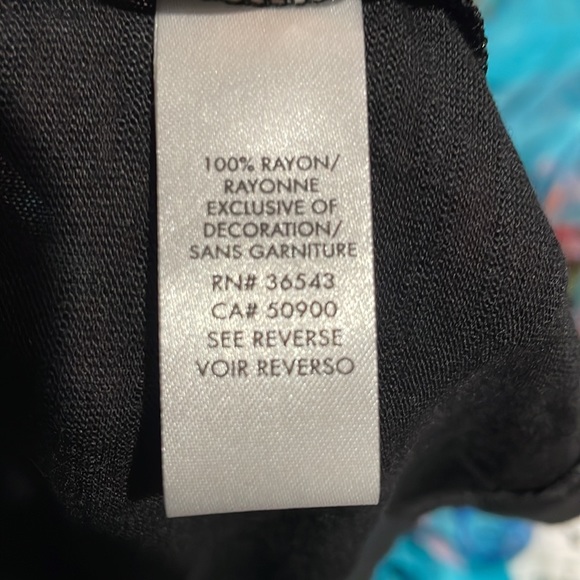 100% RAYON/
RAYONNE
EXCLUSIVE OF
DECORATION/
SANS GARNITURE
RN# 36543
CA# 50900
SEE REVERSE
VOIR REVERSO